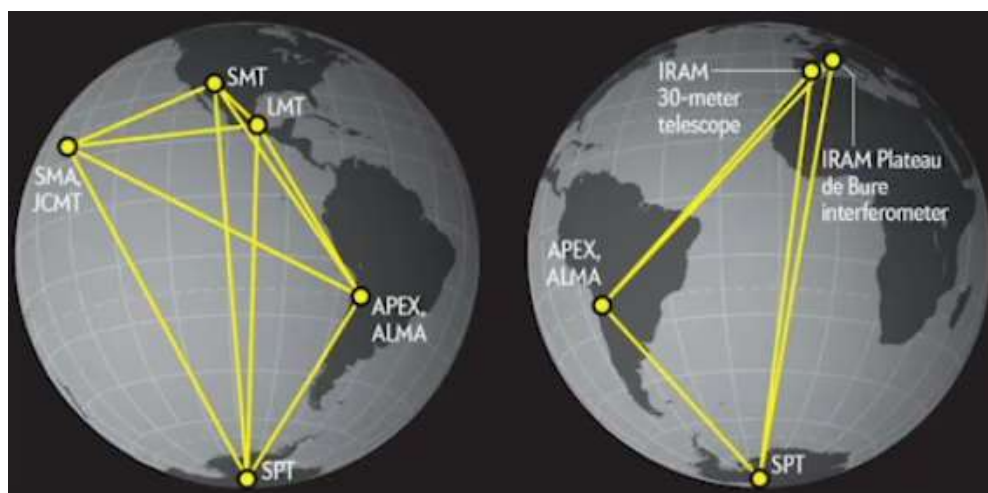 SMT
LMT
SMA,
JCMT
APEX,
ALMA
SPT
IRAM
30-meter
telescope
IRAM Plateau
de Bure
interferometer
APEX,
ALMA
SPT